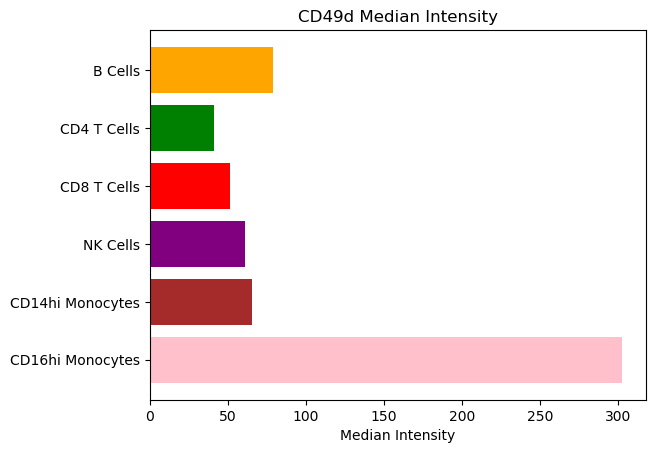 CD49d Median Intensity
B Cells
CD4 T Cells
CD8 T Cells
NK Cells
CD14hi Monocytes
CD16hi Monocytes
0 50 100 150 200 250 300
Median Intensity